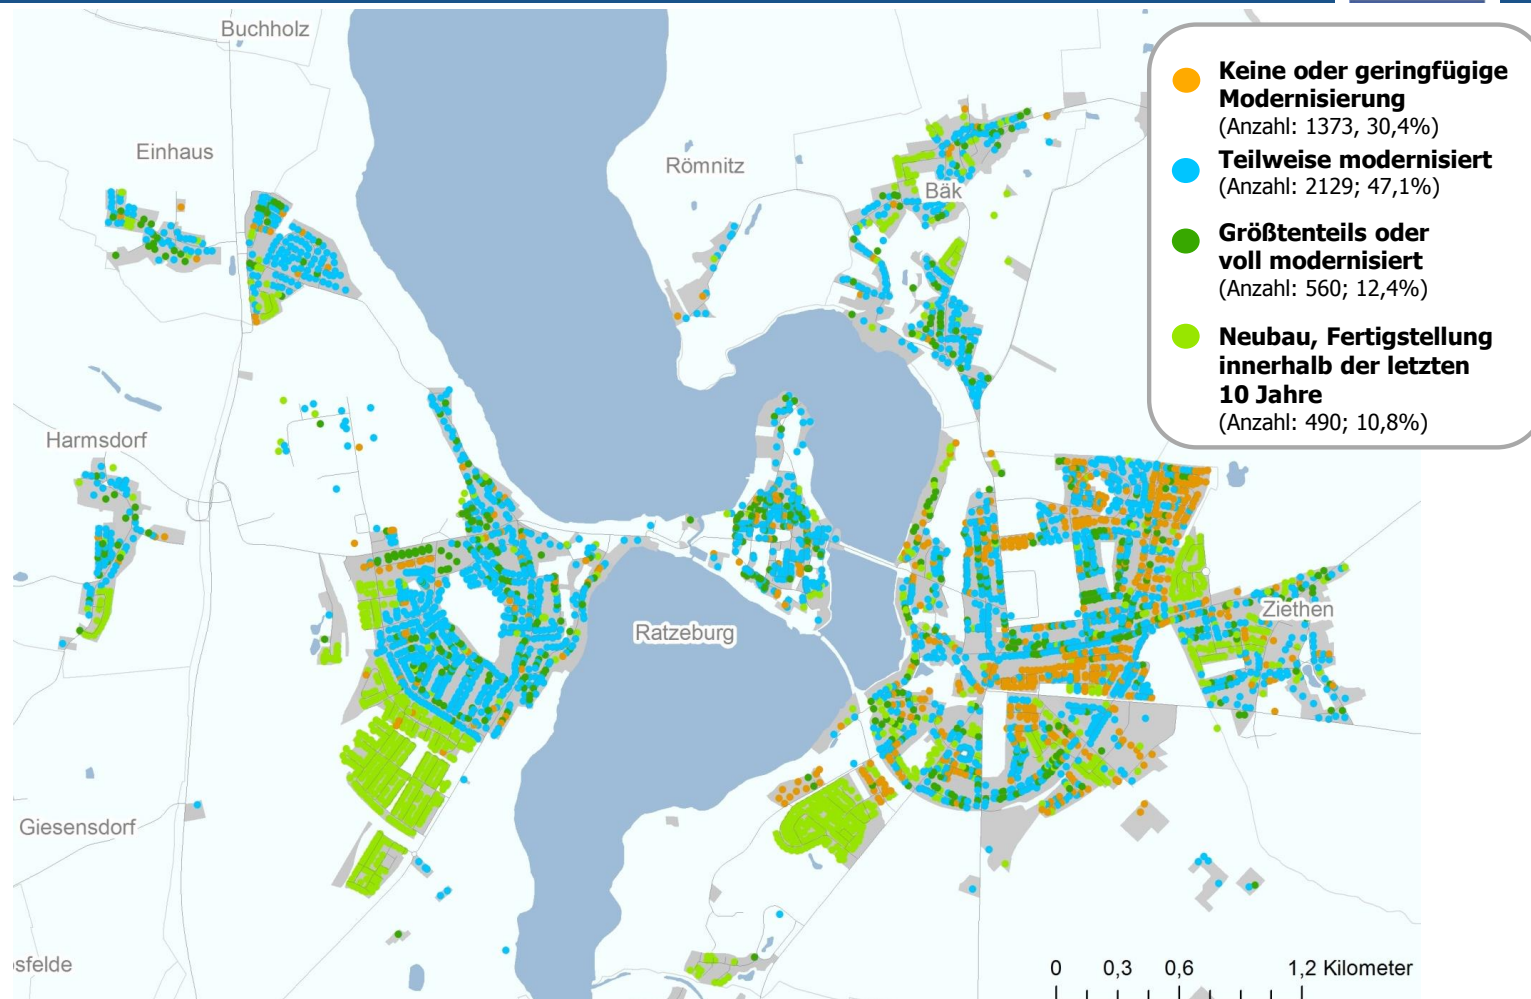 Buchholz
Keine oder geringfügige
Modernisierung
(Anzahl: 1373, 30,4%)
Teilweise modernisiert
(Anzahl: 2129; 47,1%)
Größtenteils oder
voll modernisiert
(Anzahl: 560; 12,4%)
Neubau, Fertigstellung
innerhalb der letzten
10 Jahre
(Anzahl: 490; 10,8%)
Einhaus
Römnitz
Bäk
Harmsdorf
Ziethen
Ratzeburg
Giesensdorf
sfelde
0 0,3 0,6 1,2 Kilometer